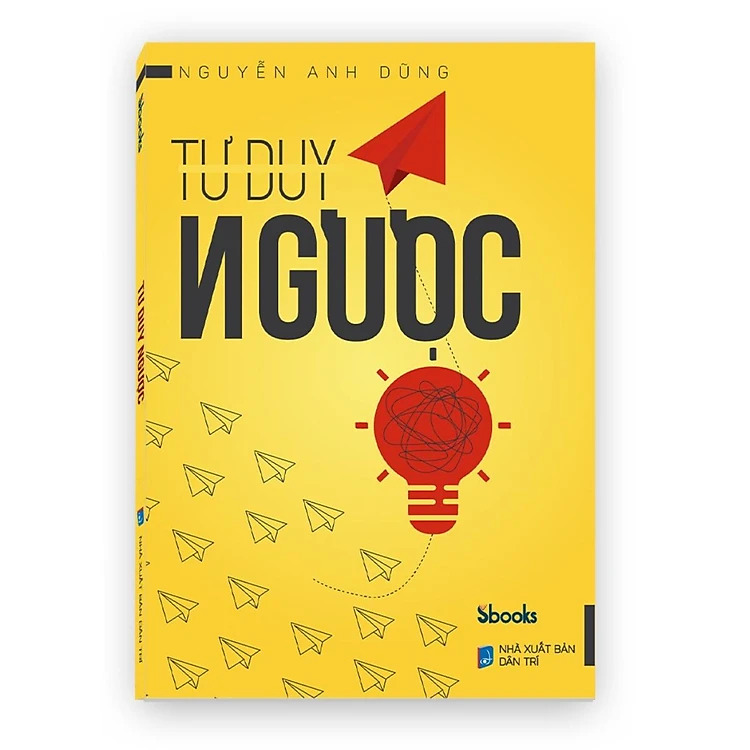 NGUYỄN ANH DŨNG
TƯ DUY
NGƯỢC
Sbooks
NHÀ XUẤT BẢN
DÂN TRÍ
Sbooks
TƯ DUY NGƯỢC
NHÀ XUẤT BẢN DÂN TRÍ